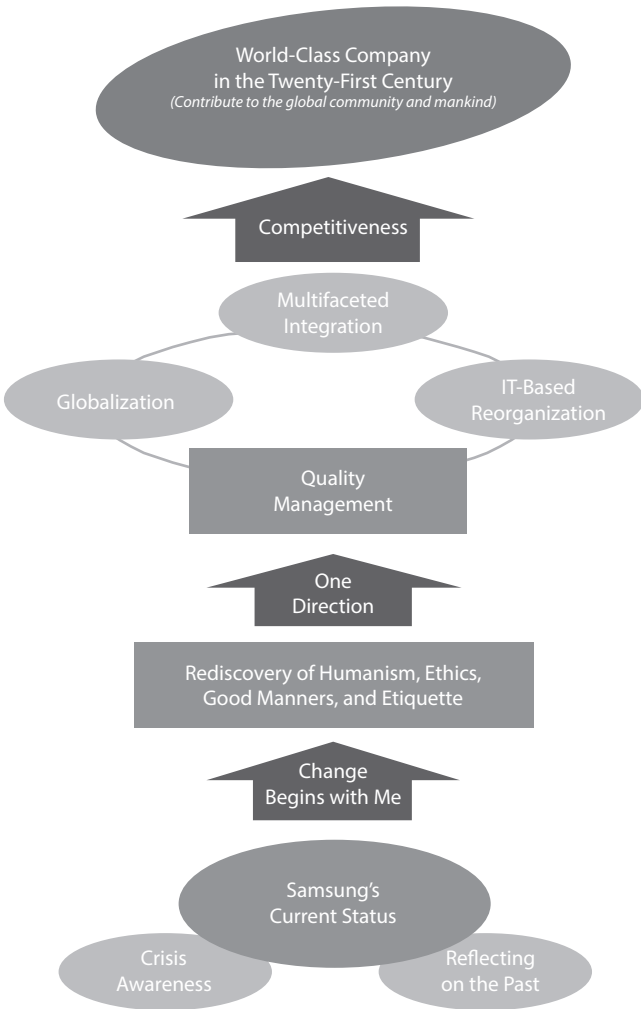 World-Class Company
in the Twenty-First Century
(Contribute to the global community and mankind)
Competitiveness
Multifaceted
Integration
Globalization
IT-Based
Reorganization
Quality
Management
One
Direction
Rediscovery of Humanism, Ethics,
Good Manners, and Etiquette
Change
Begins with Me
Samsung’s
Current Status
Crisis
Awareness
Reflecting
on the Past